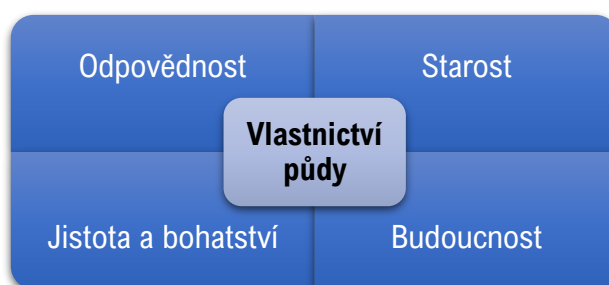 Odpovědnost
Starost
Vlastnictví
půdy
Jistota a bohatství
Budoucnost